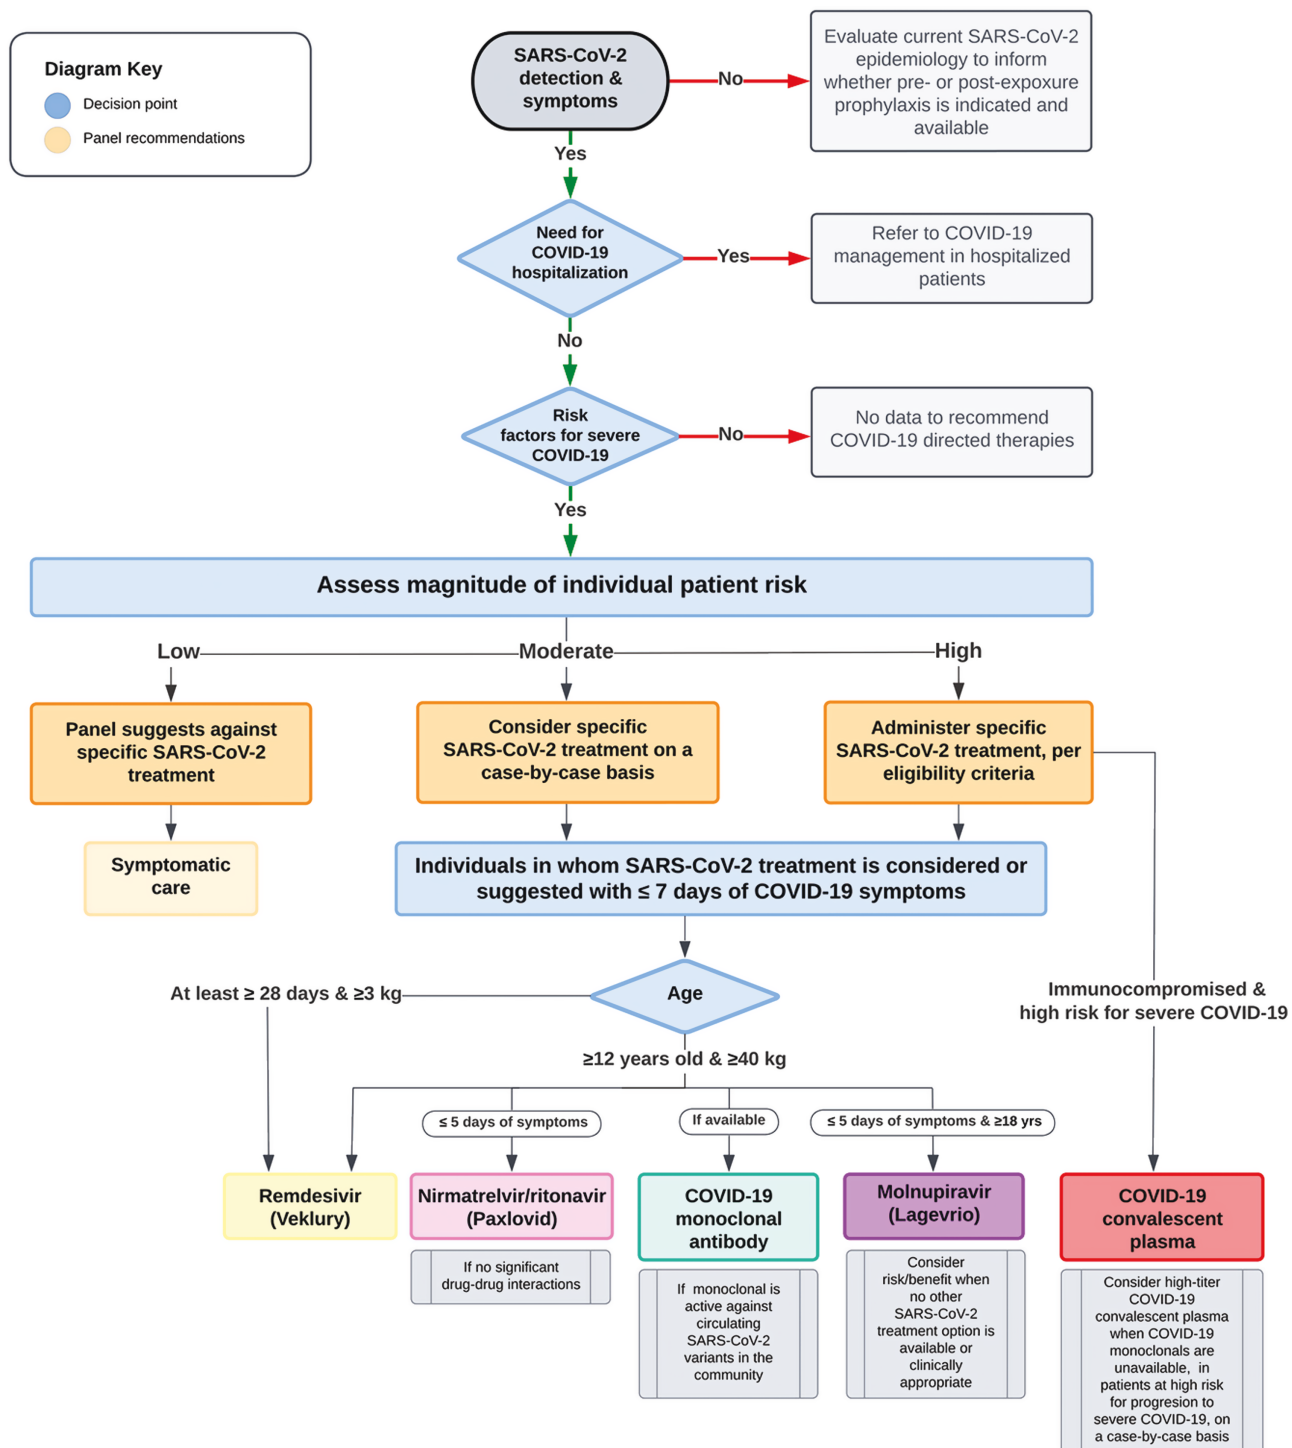 Diagram Key
Decision point
Panel recommendations
SARS-CoV-2
detection &
symptoms
No
Evaluate current SARS-CoV-2
epidemiology to inform
whether pre- or post-expoxure
prophylaxis is indicated and
available
Yes
Need for
COVID-19
hospitalization
Yes
Refer to COVID-19
management in hospitalized
patients
No
Risk
factors for severe
COVID-19
No
No data to recommend
COVID-19 directed therapies
Yes
Assess magnitude of individual patient risk
Low
Moderate
High
Panel suggests against
specific SARS-CoV-2
treatment
Consider specific
SARS-CoV-2 treatment on a
case-by-case basis
Administer specific
SARS-CoV-2 treatment, per
eligibility criteria
Symptomatic
care
Individuals in whom SARS-CoV-2 treatment is considered or
suggested with ≤ 7 days of COVID-19 symptoms
Age
At least ≥ 28 days & ≥3 kg
Immunocompromised &
high risk for severe COVID-19
≥12 years old & ≥40 kg
≤ 5 days of symptoms
If available
≤ 5 days of symptoms & ≥18 yrs
Remdesivir
(Veklury)
Nirmatrelvir/ritonavir
(Paxlovid)
COVID-19
monoclonal
antibody
Molnupiravir
(Lagevrio)
COVID-19
convalescent
plasma
If no significant
drug-drug interactions
If monoclonal is
active against
circulating
SARS-CoV-2
variants in the
community
Consider
risk/benefit when
no other
SARS-CoV-2
treatment option is
available or
clinically
appropriate
Consider high-titer
COVID-19
convalescent plasma
when COVID-19
monoclonals are
unavailable, in
patients at high risk
for progresion to
severe COVID-19, on
a case-by-case basis